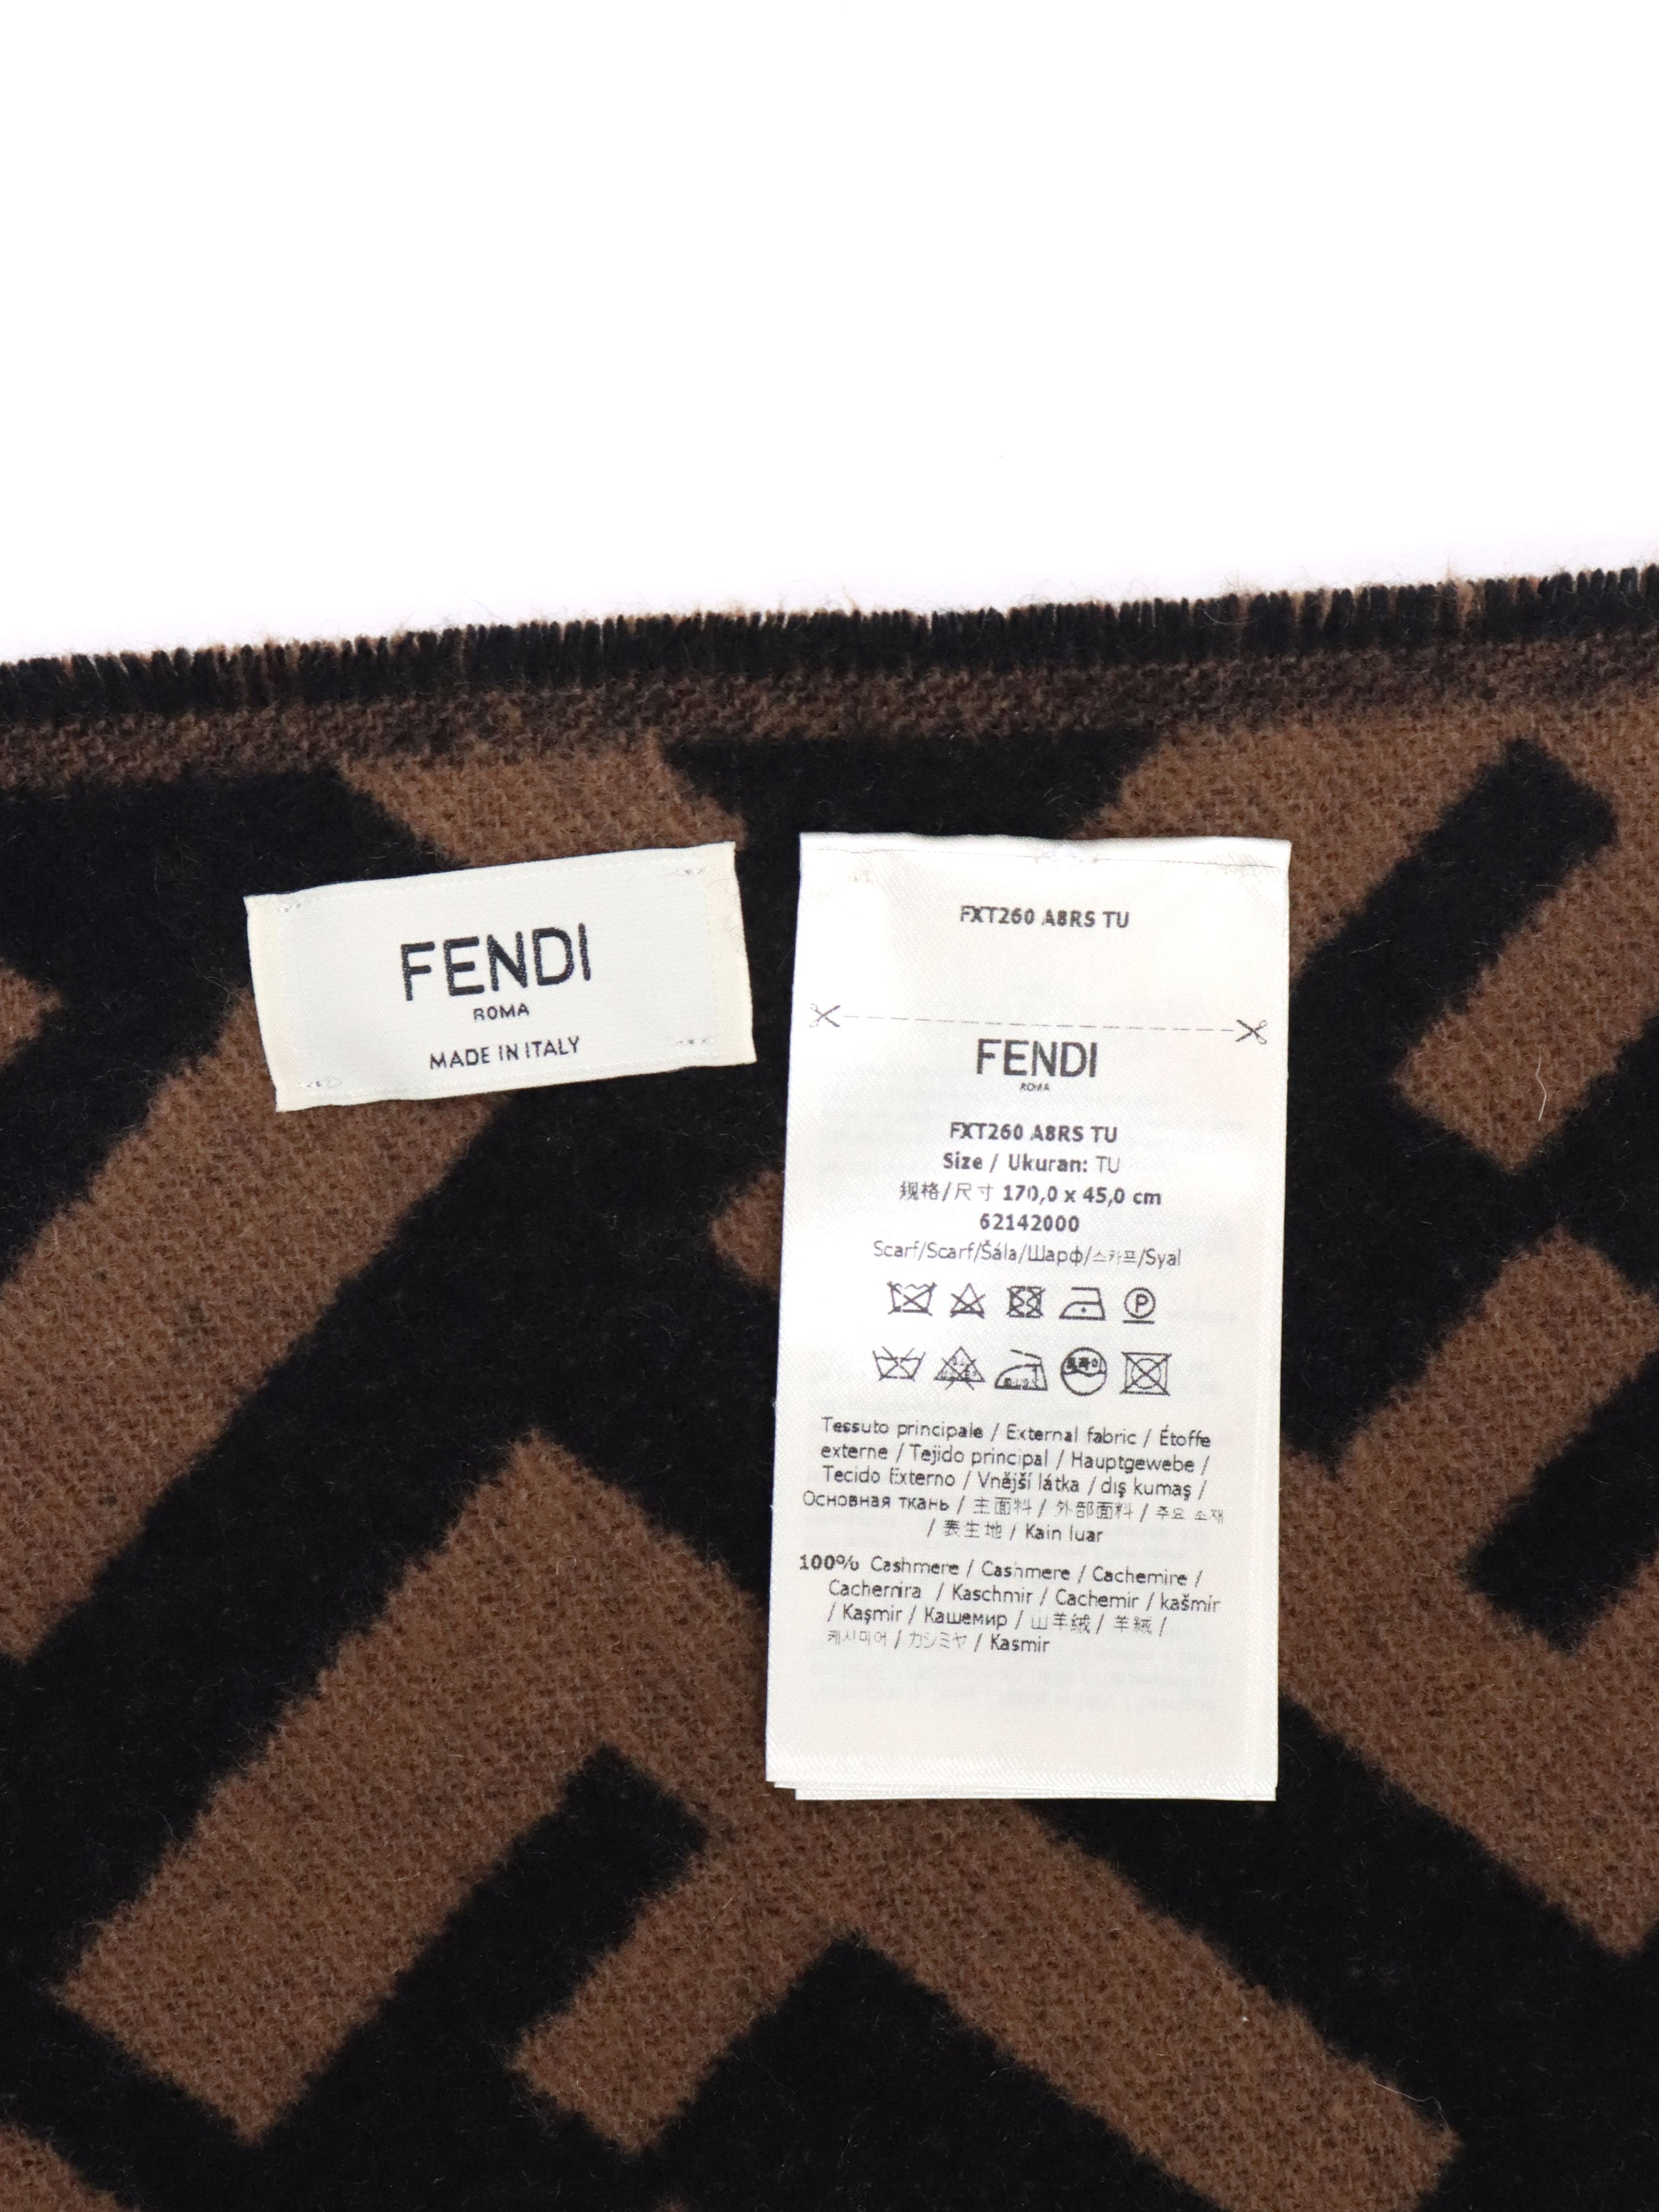 FENDI
ROMA
MADE IN ITALY
FXT260 A8RS TU
FENDI
ROMA
FXT260 A8RS TU
Size / Ukuran: TU
规格/尺寸 170,0 x 45,0 cm
62142000
Scarf/Scarf/Šála/Шарф/스카프/Syal
P
Tessuto principale / External fabric / Étoffe
externe / Tejido principal / Hauptgewebe /
Tecido Externo / Vnější látka / dış kumaş /
Основная ткань / 主面料 / 外部面料 / 주요 소재
/ 表生地 / Kain luar
100% Cashmere / Cashmere / Cachemire /
Cachemira / Kaschmir / Cachemir / kašmír
/ Kaşmir / Кашемир / 山羊绒 / 羊絨 /
캐시미어 / カシミヤ / Kasmir